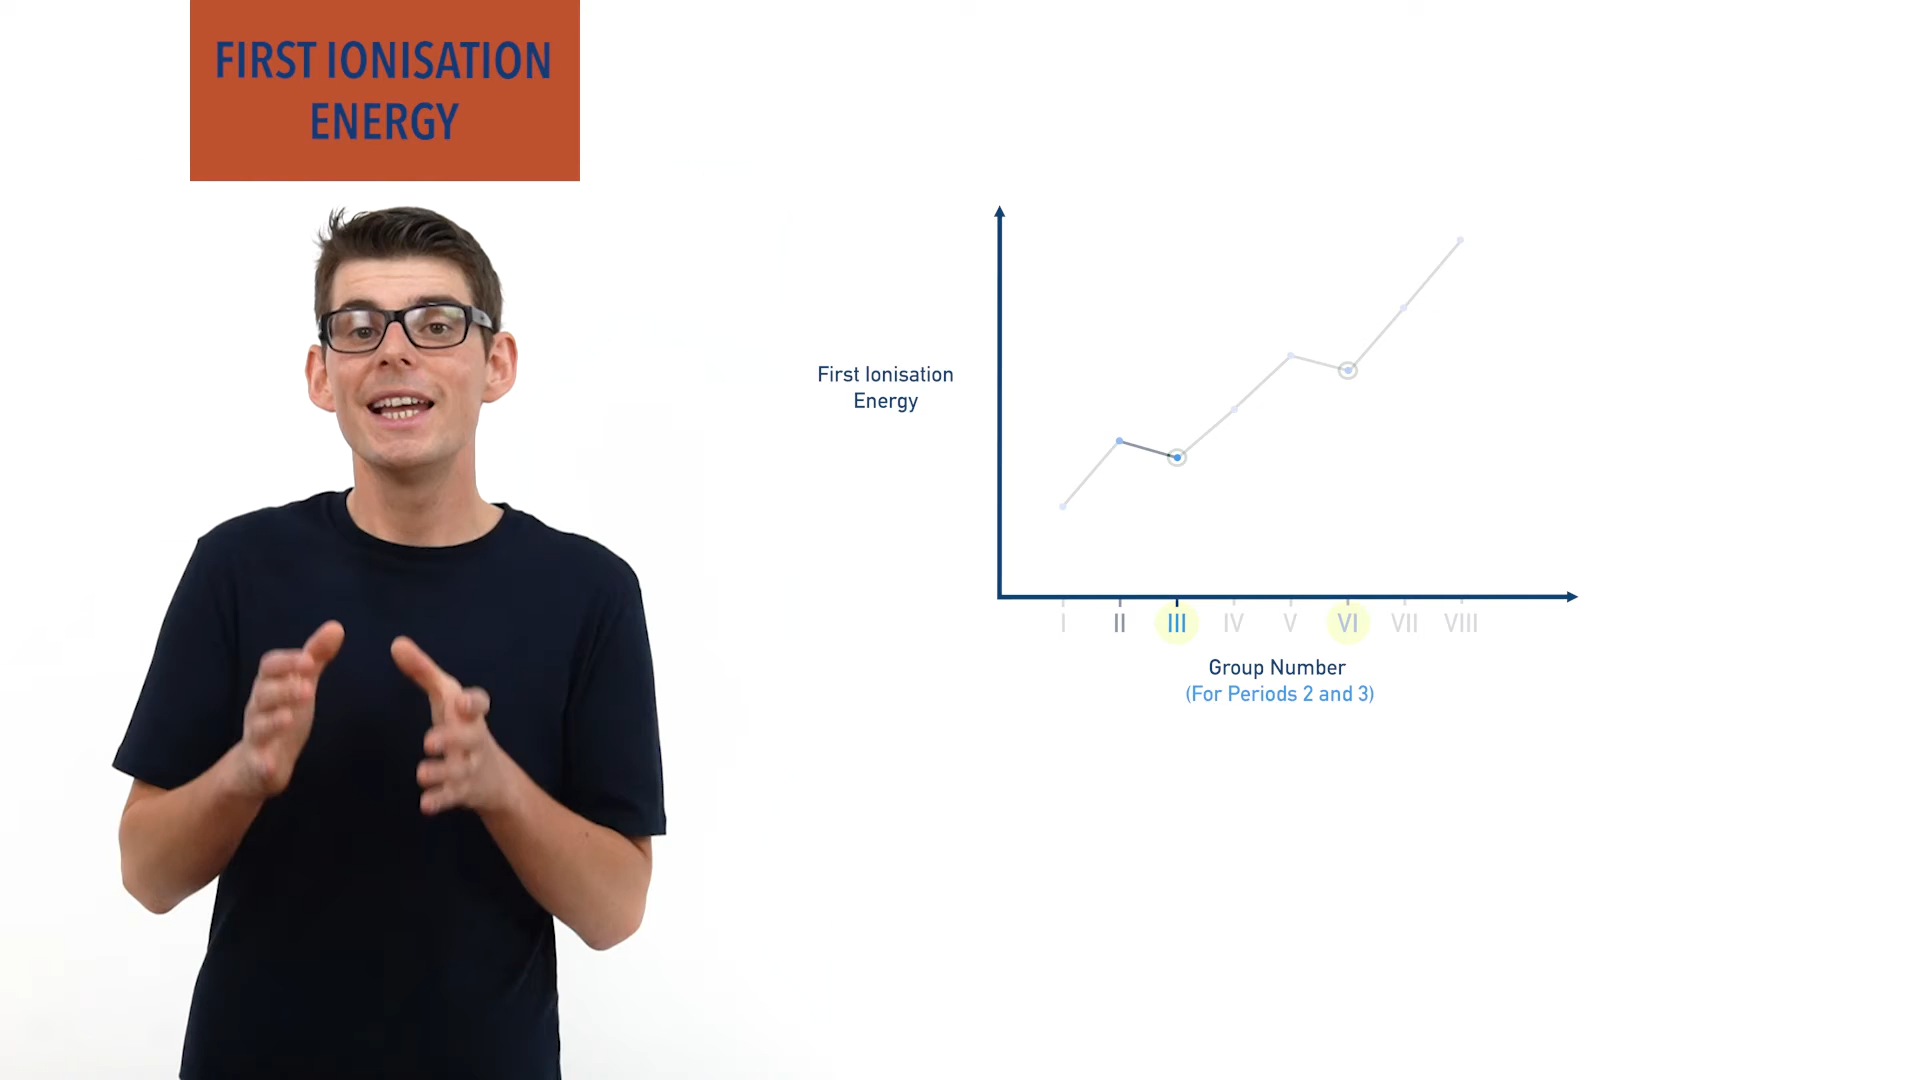 FIRST IONISATION
ENERGY
First Ionisation
Energy
I II III IV V VI VII VIII
Group Number
(For Periods 2 and 3)